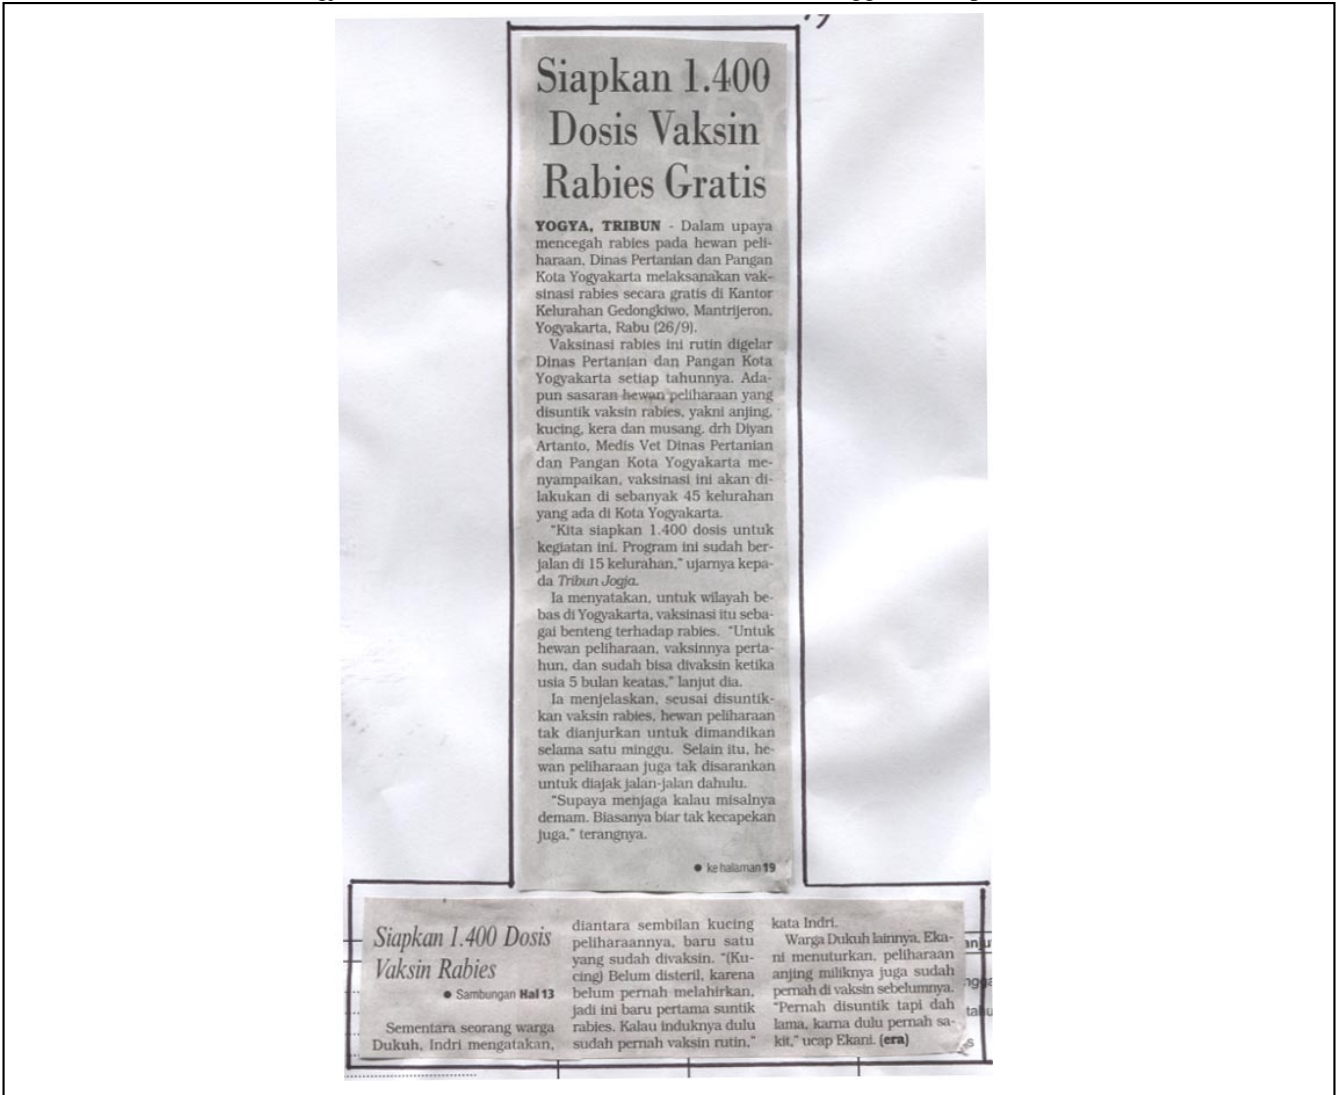 Siapkan 1.400
Dosis Vaksin
Rabies Gratis
YOGYA, TRIBUN - Dalam upaya
mencegah rabies pada hewan peli-
haraan, Dinas Pertanian dan Pangan
Kota Yogyakarta melaksanakan vak-
sinasi rabies secara gratis di Kantor
Kelurahan Gedongkiwo, Mantrijeron,
Yogyakarta, Rabu (26/9).
Vaksinasi rabies ini rutin digelar
Dinas Pertanian dan Pangan Kota
Yogyakarta setiap tahunnya. Ada-
pun sasaran hewan peliharaan yang
disuntik vaksin rabies, yakni anjing,
kucing, kera dan musang. drh Diyan
Artanto, Medis Vet Dinas Pertanian
dan Pangan Kota Yogyakarta me-
nyampaikan, vaksinasi ini akan di-
lakukan di sebanyak 45 kelurahan
yang ada di Kota Yogyakarta.
"Kita siapkan 1.400 dosis untuk
kegiatan ini. Program ini sudah ber-
jalan di 15 kelurahan," ujarnya kepa-
da Tribun Jogja.
Ia menyatakan, untuk wilayah be-
bas di Yogyakarta, vaksinasi itu seba-
gai benteng terhadap rabies. "Untuk
hewan peliharaan, vaksinnya perta-
hun, dan sudah bisa divaksin ketika
usia 5 bulan keatas," lanjut dia.
Ia menjelaskan, seusai disuntik-
kan vaksin rabies, hewan peliharaan
tak dianjurkan untuk dimandikan
selama satu minggu. Selain itu, he-
wan peliharaan juga tak disarankan
untuk diajak jalan-jalan dahulu.
"Supaya menjaga kalau misalnya
demam. Biasanya biar tak kecapekan
juga," terangnya.
● ke halaman 19
Siapkan 1.400 Dosis
Vaksin Rabies
● Sambungan Hal 13
Sementara seorang warga
Dukuh, Indri mengatakan,
diantara sembilan kucing
peliharaannya, baru satu
yang sudah divaksin. "(Ku-
cing) Belum disteril, karena
belum pernah melahirkan,
jadi ini baru pertama suntik
rabies. Kalau induknya dulu
sudah pernah vaksin rutin,"
kata Indri.
Warga Dukuh lainnya, Eka-
ni menuturkan, peliharaan
anjing miliknya juga sudah
pernah di vaksin sebelumnya.
"Pernah disuntik tapi dah
lama, karna dulu pernah sa-
kit," ucap Ekani. (era)